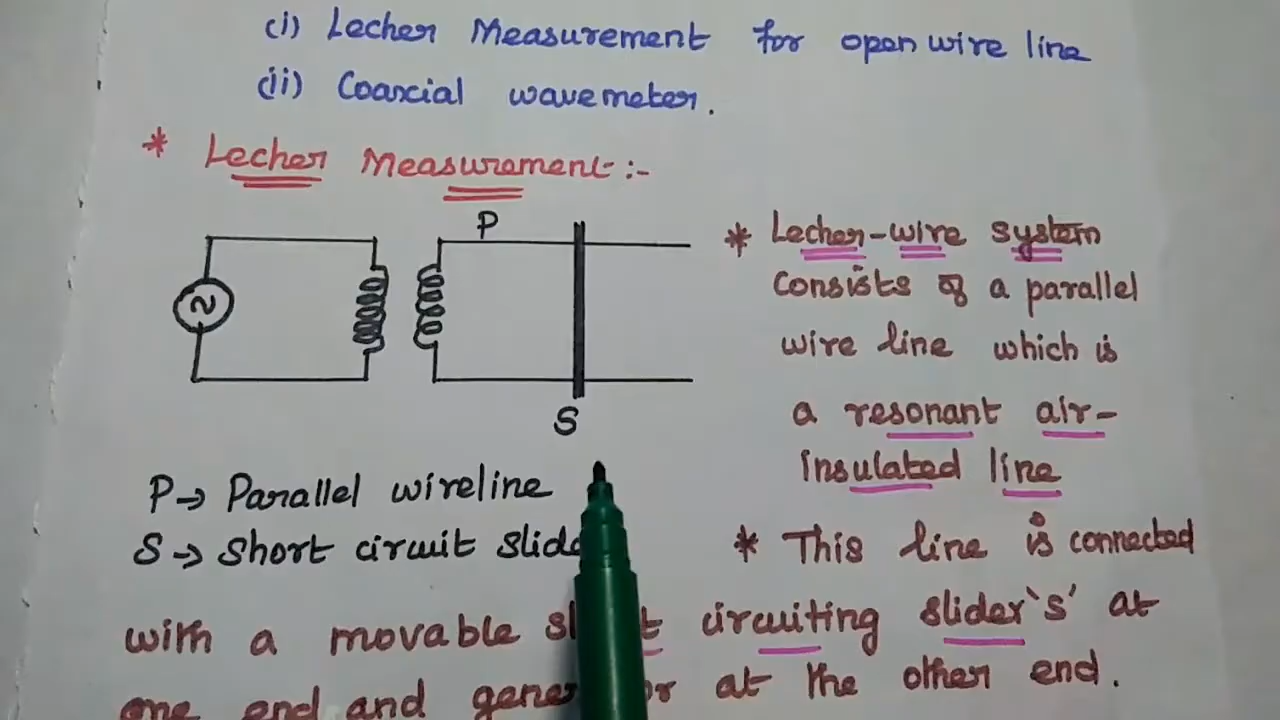 (i) Lecher Measurement for open wire line
(ii) Coaxial wavemeter.
* Lecher Measurement :-
P
S
P → Parallel wireline
S → Short circuit
* Lecher-wire system
consists of a parallel
wire line which is
a resonant air-
insulated line
* This line is connected
with a movable circuiting slider 's' at
one end and at the other end.